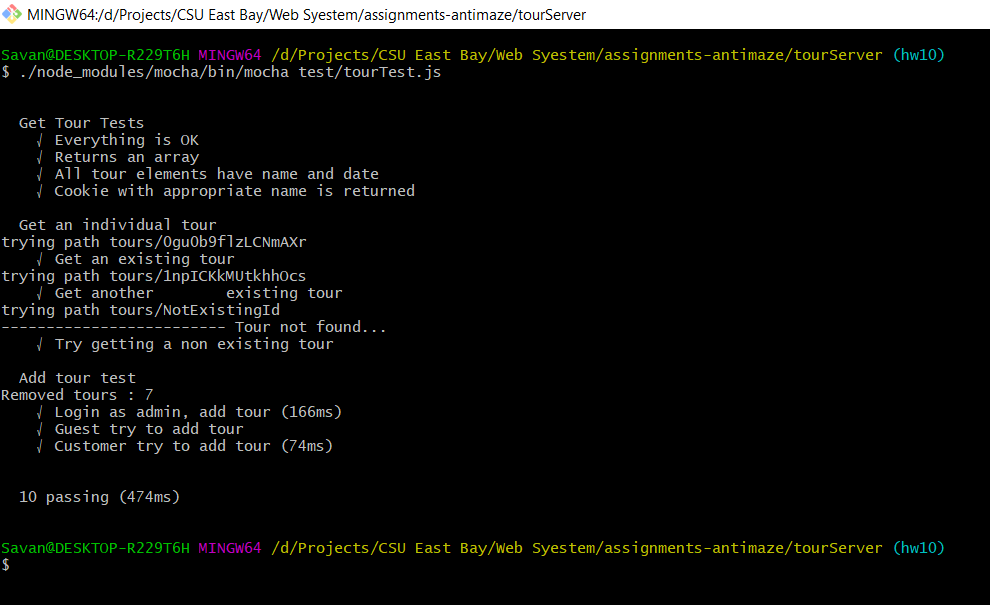 MINGW64:/d/Projects/CSU East Bay/Web Syestem/assignments-antimaze/tourServer
Savan@DESKTOP-R229T6H MINGW64 /d/Projects/CSU East Bay/Web Syestem/assignments-antimaze/tourServer (hw10)
$ ./node_modules/mocha/bin/mocha test/tourTest.js
Get Tour Tests
√ Everything is OK
√ Returns an array
√ All tour elements have name and date
√ Cookie with appropriate name is returned
Get an individual tour
trying path tours/0guOb9flzLCNmAXr
√ Get an existing tour
trying path tours/1npICKkMUtkhhOcs
√ Get another        existing tour
trying path tours/NotExistingId
------------------------- Tour not found...
√ Try getting a non existing tour
Add tour test
Removed tours : 7
√ Login as admin, add tour (166ms)
√ Guest try to add tour
√ Customer try to add tour (74ms)
10 passing (474ms)
Savan@DESKTOP-R229T6H MINGW64 /d/Projects/CSU East Bay/Web Syestem/assignments-antimaze/tourServer (hw10)
$